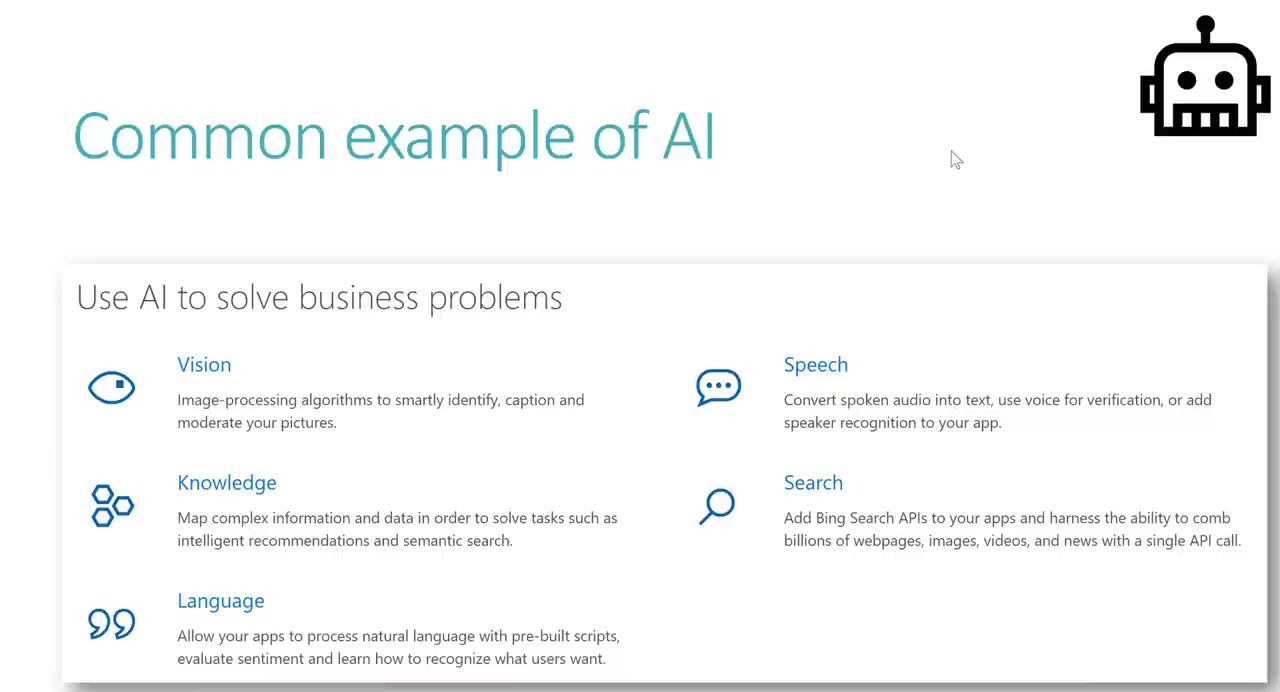 Common example of AI
Use AI to solve business problems
Vision
Image-processing algorithms to smartly identify, caption and
moderate your pictures.
Speech
Convert spoken audio into text, use voice for verification, or add
speaker recognition to your app.
Knowledge
Map complex information and data in order to solve tasks such as
intelligent recommendations and semantic search.
Search
Add Bing Search APIs to your apps and harness the ability to comb
billions of webpages, images, videos, and news with a single API call.
Language
Allow your apps to process natural language with pre-built scripts,
evaluate sentiment and learn how to recognize what users want.